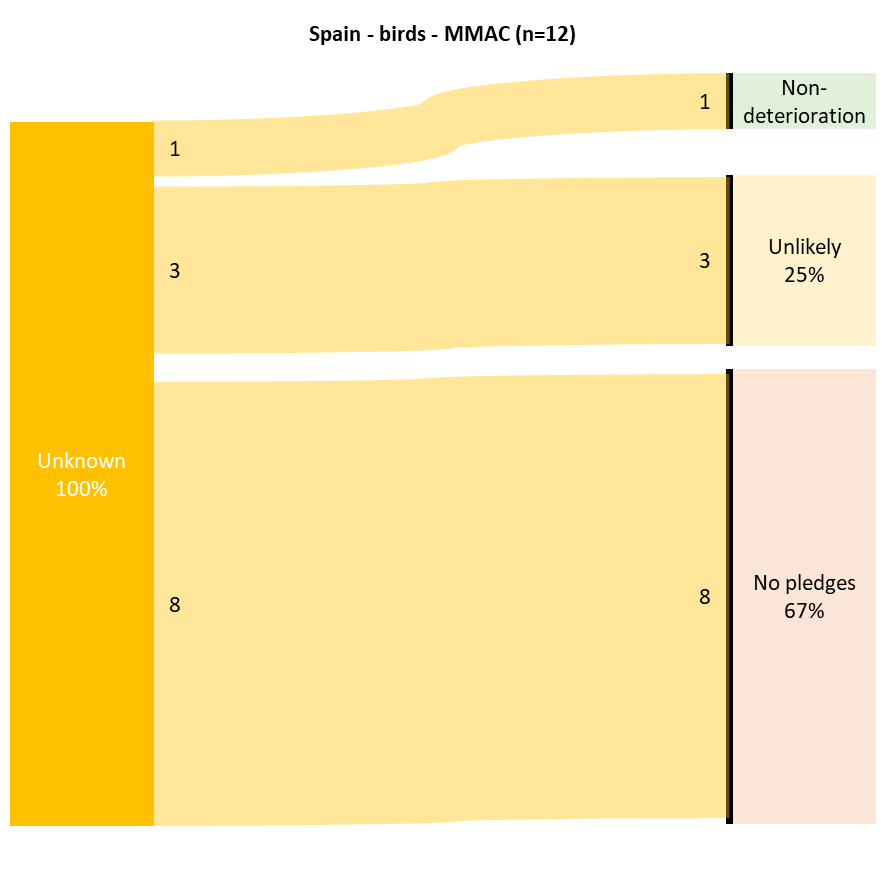 Spain - birds - MMAC (n=12)
Non-
deterioration
1
1
3
3
Unlikely
25%
Unknown
100%
8
8
No pledges
67%